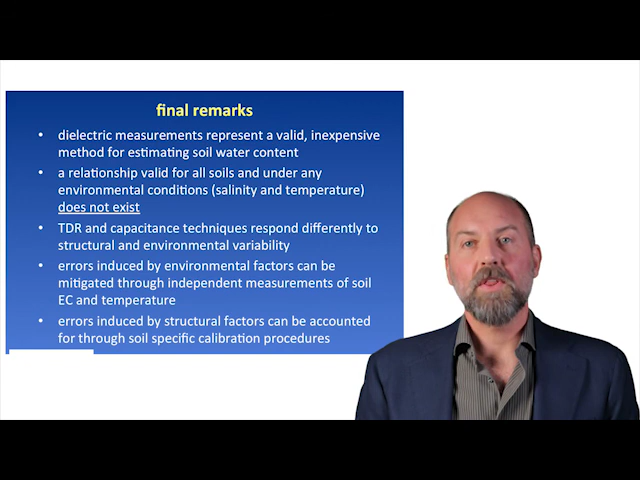 final remarks
• dielectric measurements represent a valid, inexpensive
method for estimating soil water content
• a relationship valid for all soils and under any
environmental conditions (salinity and temperature)
does not exist
• TDR and capacitance techniques respond differently to
structural and environmental variability
• errors induced by environmental factors can be
mitigated through independent measurements of soil
EC and temperature
• errors induced by structural factors can be accounted
for through soil specific calibration procedures